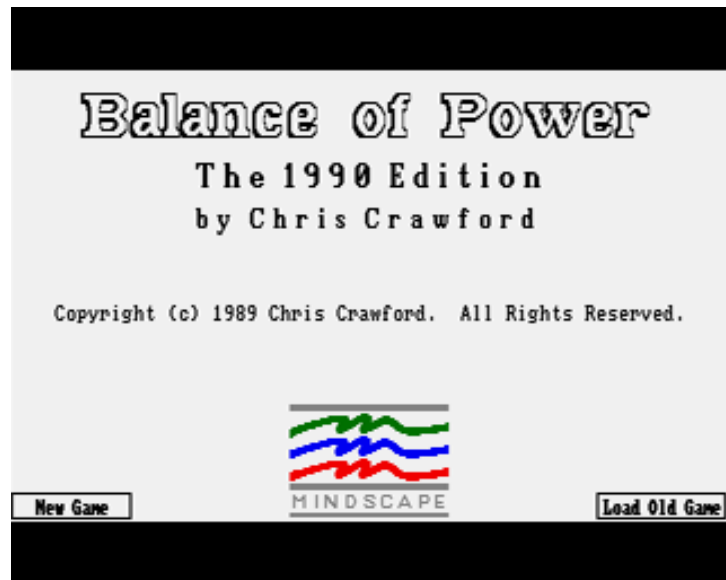 Balance of Power
The 1990 Edition
by Chris Crawford
Copyright (c) 1989 Chris Crawford. All Rights Reserved.
MINDSCAPE
New Game
Load Old Game